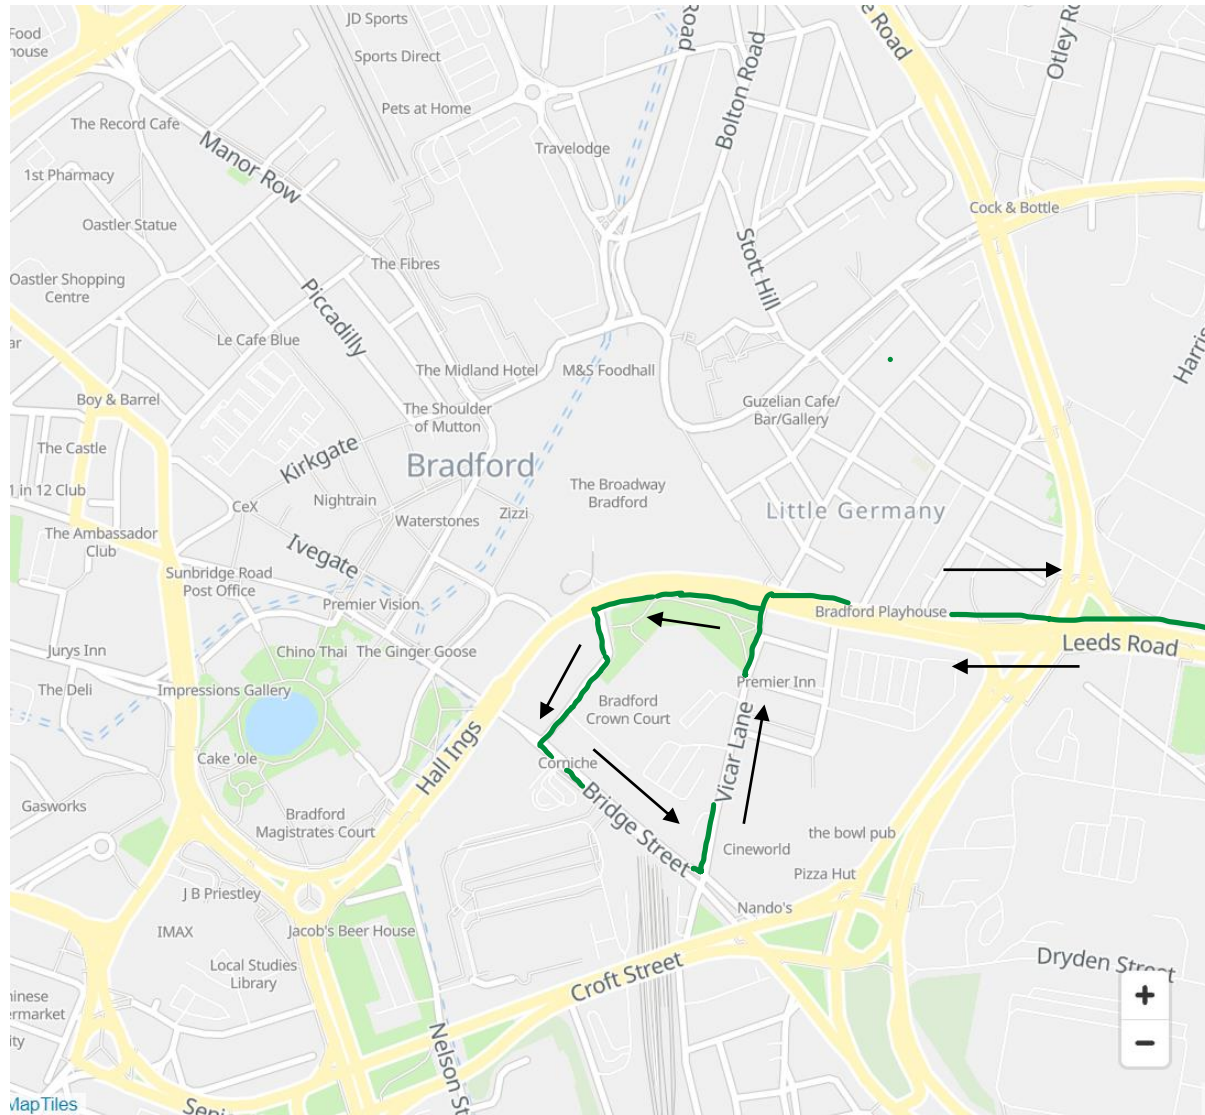 Food
house
JD Sports
Sports Direct
Pets at Home
Road
Bolton Road
e Road
Otley Ro
The Record Cafe
Manor Row
Travelodge
1st Pharmacy
Cock & Bottle
Oastler Statue
Stott Hill
The Fibres
Oastler Shopping
Centre
Piccadilly
Harris
ar
Le Cafe Blue
The Midland Hotel
M&S Foodhall
Boy & Barrel
The Shoulder
of Mutton
Guzelian Cafe/
Bar/Gallery
The Castle
Kirkgate
Bradford
1 in 12 Club
Nightrain
The Broadway
Bradford
CeX
Waterstones
Zizzi
Little Germany
The Ambassador
Club
Ivegate
Sunbridge Road
Post Office
Premier Vision
Bradford Playhouse
Jurys Inn
Chino Thai
The Ginger Goose
Leeds Road
The Deli
Impressions Gallery
Premier Inn
Bradford
Crown Court
Cake 'ole
Hall Ings
Corniche
Vicar Lane
Gasworks
Bradford
Magistrates Court
Bridge Street
the bowl pub
Cineworld
J B Priestley
Pizza Hut
Nando's
IMAX
Jacob's Beer House
Local Studies
Library
Croft Street
Dryden Street
hinese
ermarket
ity
+
−
Nelson St
MapTiles